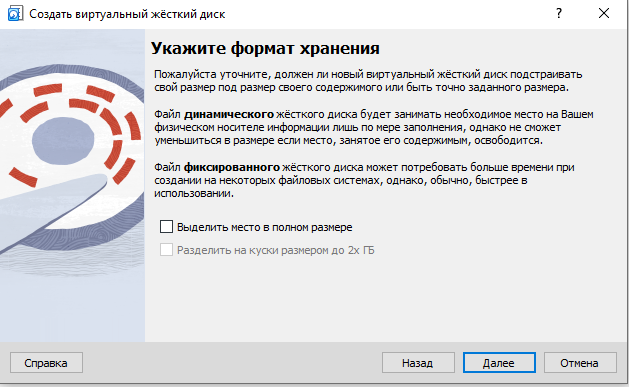 Создать виртуальный жёсткий диск
?
Укажите формат хранения
Пожалуйста уточните, должен ли новый виртуальный жёсткий диск подстраивать
свой размер под размер своего содержимого или быть точно заданного размера.
Файл динамического жёсткого диска будет занимать необходимое место на Вашем
физическом носителе информации лишь по мере заполнения, однако не сможет
уменьшиться в размере если место, занятое его содержимым, освободится.
Файл фиксированного жёсткого диска может потребовать больше времени при
создании на некоторых файловых системах, однако, обычно, быстрее в
использовании.
Выделить место в полном размере
Разделить на куски размером до 2х ГБ
Справка
Назад
Далее
Отмена